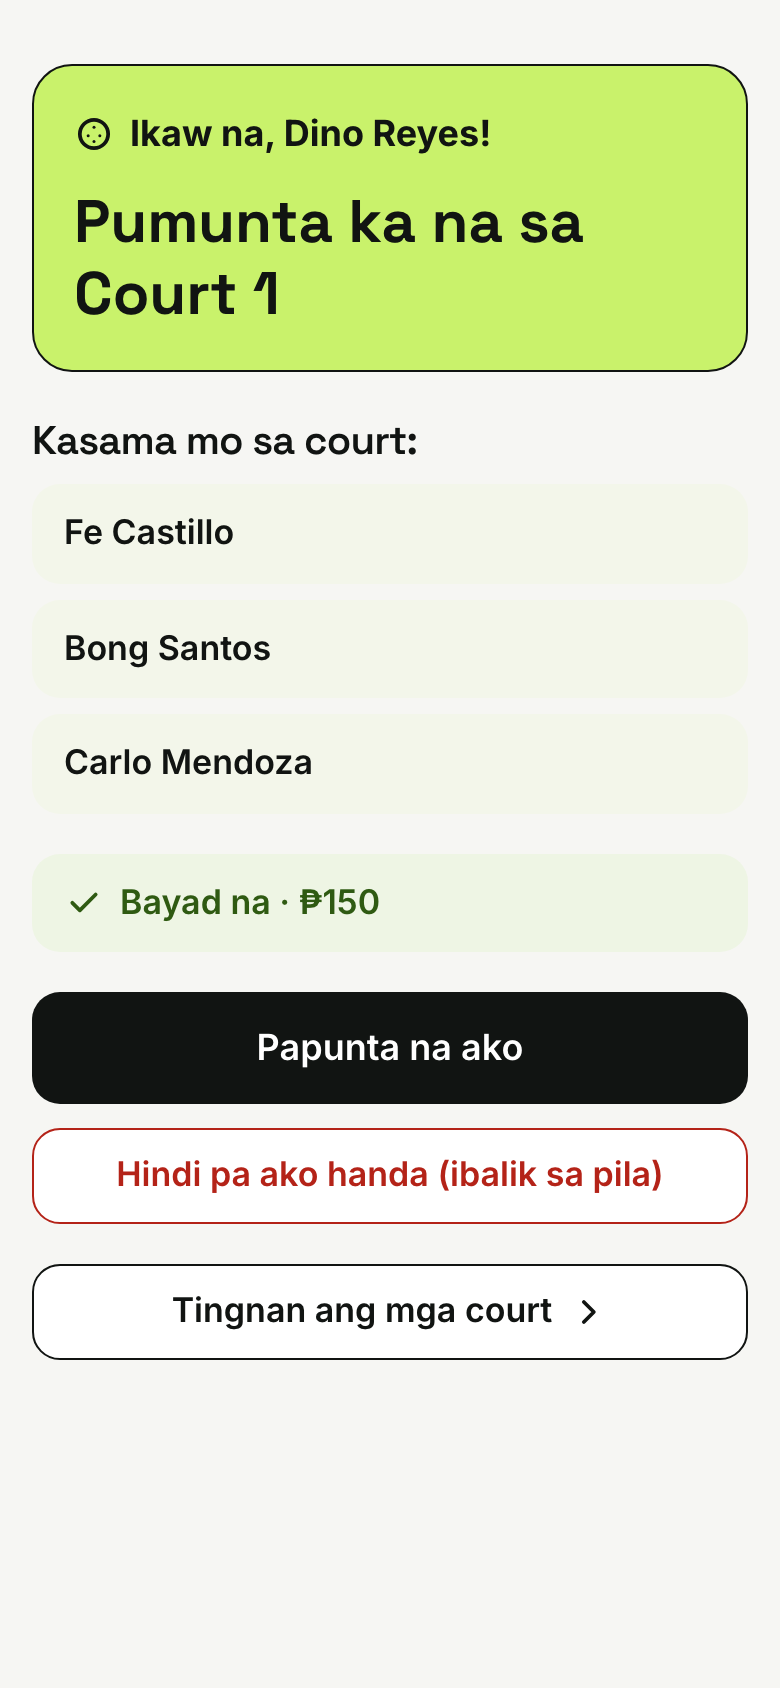 Ikaw na, Dino Reyes!
Pumunta ka na sa
Court 1
Kasama mo sa court:
Fe Castillo
Bong Santos
Carlo Mendoza
Bayad na · ₱150
Papunta na ako
Hindi pa ako handa (ibalik sa pila)
Tingnan ang mga court